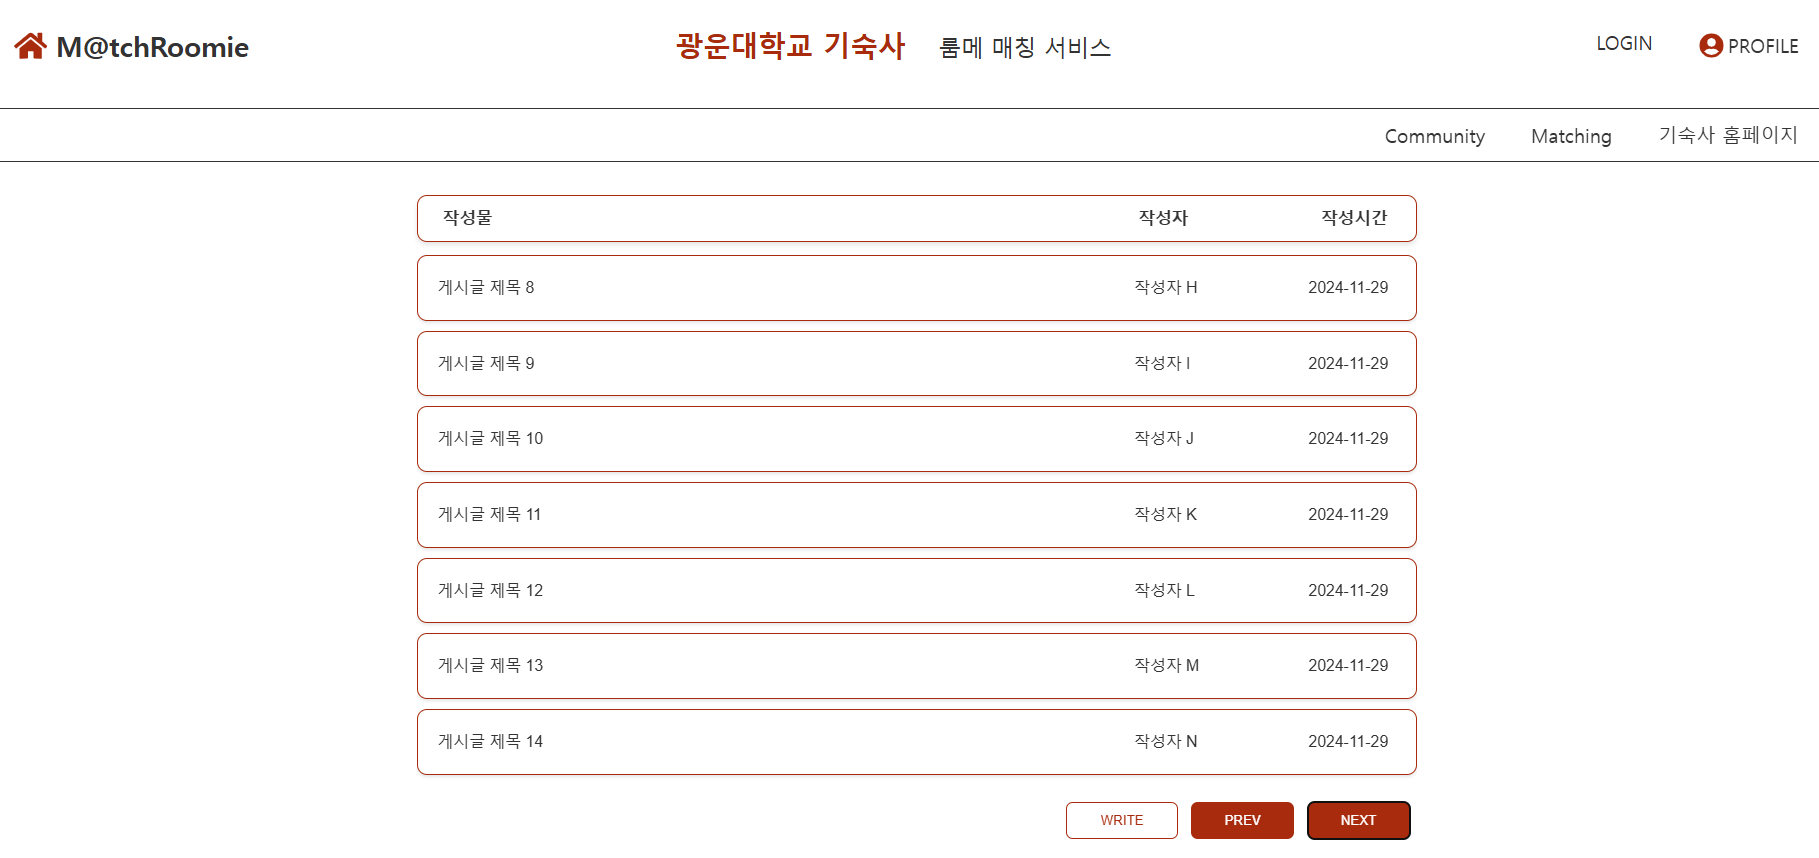 M@tchRoomie 광운대학교 기숙사 룸메 매칭 서비스 LOGIN PROFILE
Community Matching 기숙사 홈페이지
작성물 작성자 작성시간
게시글 제목 8 작성자 H 2024-11-29
게시글 제목 9 작성자 I 2024-11-29
게시글 제목 10 작성자 J 2024-11-29
게시글 제목 11 작성자 K 2024-11-29
게시글 제목 12 작성자 L 2024-11-29
게시글 제목 13 작성자 M 2024-11-29
게시글 제목 14 작성자 N 2024-11-29
WRITE PREV NEXT